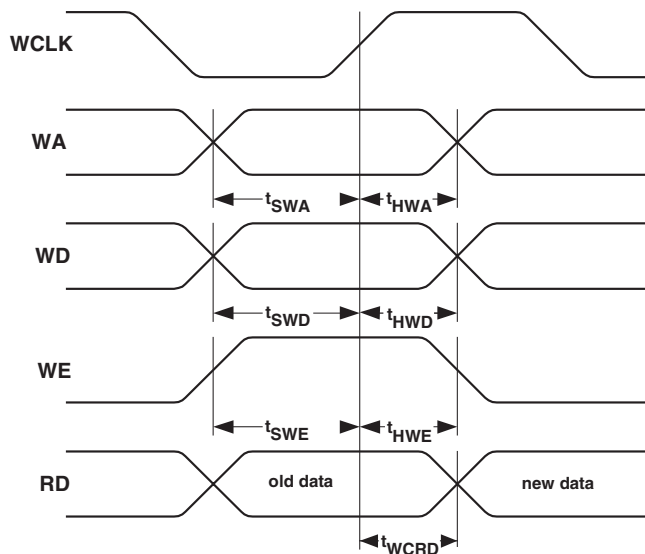 WCLK
WA
tSWA tHWA
WD
tSWD tHWD
WE
tSWE tHWE
RD old data new data
tWCRD